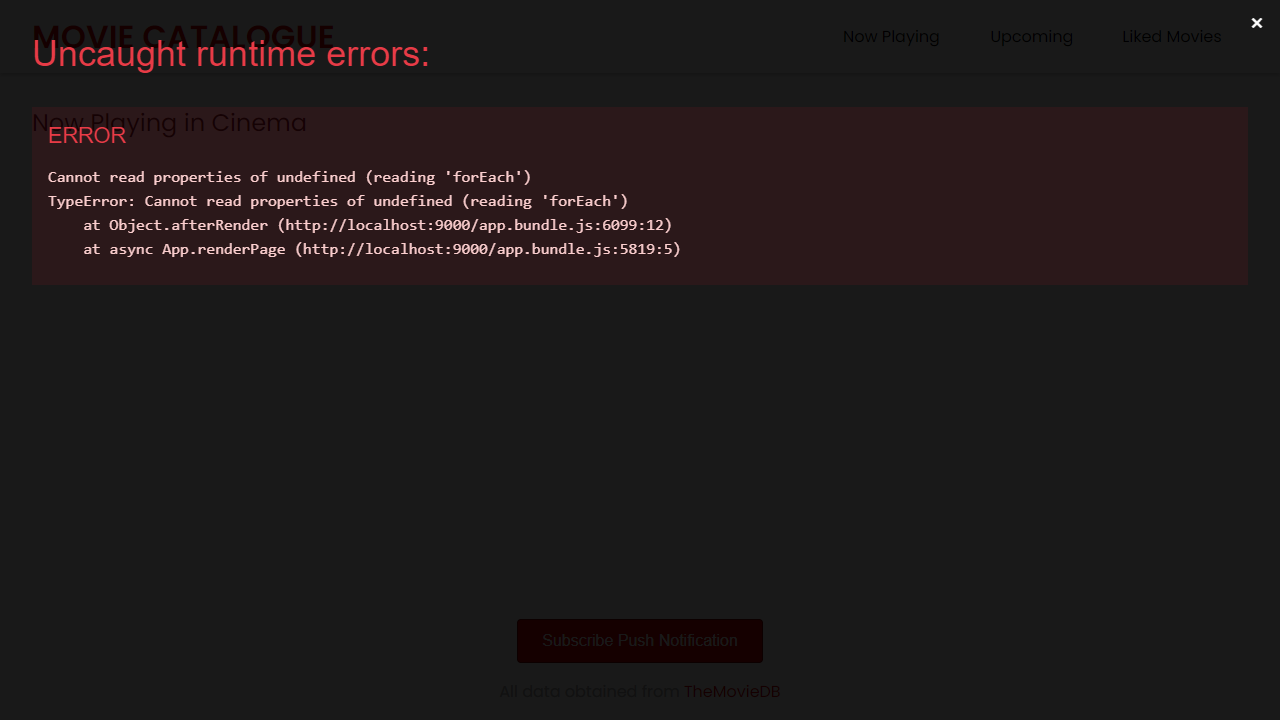 MOVIE CATALOGUE
Now Playing Upcoming Liked Movies
×
Uncaught runtime errors:
Now Playing in Cinema
ERROR
Cannot read properties of undefined (reading 'forEach')
TypeError: Cannot read properties of undefined (reading 'forEach')
at Object.afterRender (http://localhost:9000/app.bundle.js:6099:12)
at async App.renderPage (http://localhost:9000/app.bundle.js:5819:5)
Subscribe Push Notification
All data obtained from TheMovieDB